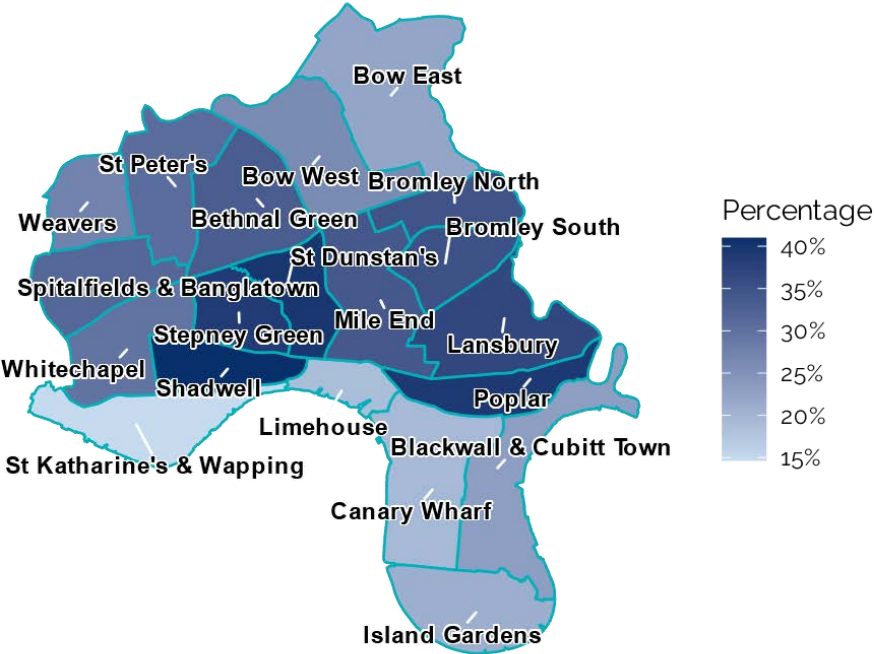 Bow East
St Peter's
Bow West
Bromley North
Weavers
Bethnal Green
Bromley South
St Dunstan's
Spitalfields & Banglatown
Stepney Green
Mile End
Lansbury
Whitechapel
Shadwell
Poplar
Limehouse
Blackwall & Cubitt Town
St Katharine's & Wapping
Canary Wharf
Island Gardens
Percentage
40%
35%
30%
25%
20%
15%